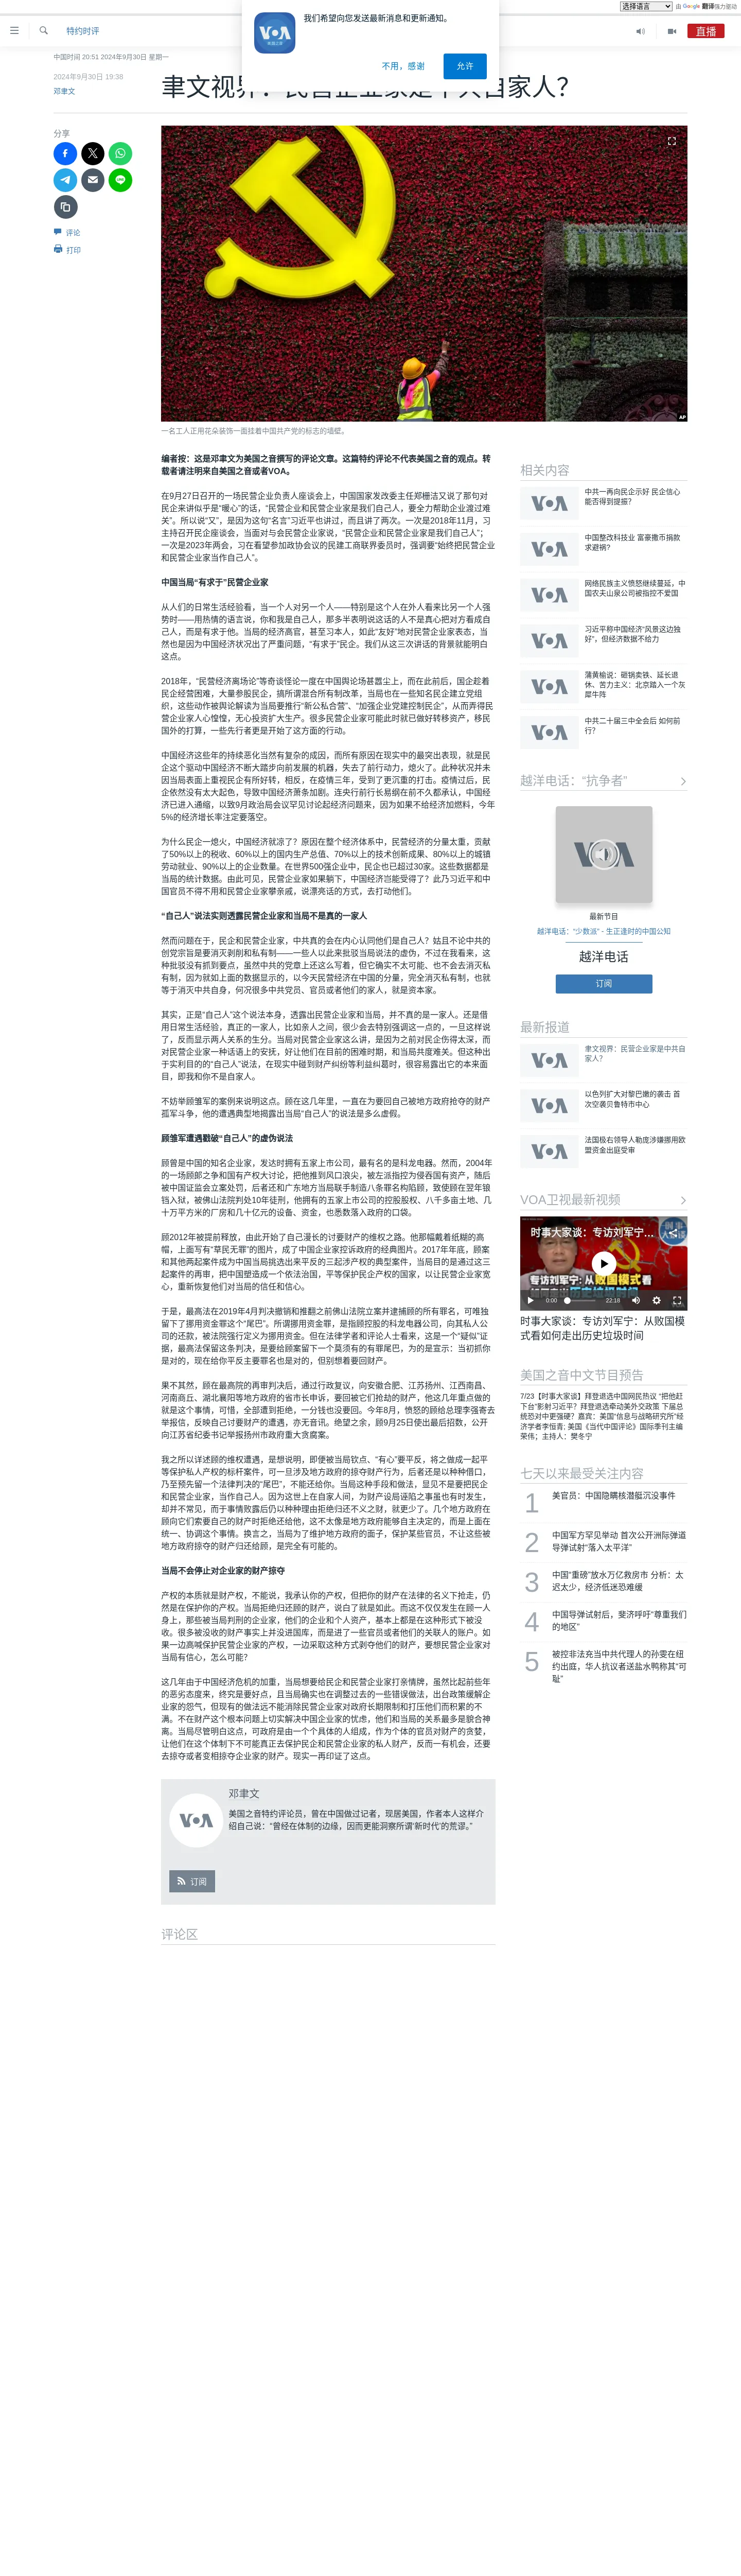 选择语言
由 Google 翻译强力驱动
我们希望向您发送最新消息和更新通知。
不用，感谢
允许
特约时评
直播
中国时间 20:51 2024年9月30日 星期一
聿文视界：民营企业家是中共自家人？
2024年9月30日 19:38
邓聿文
分享
评论
打印
AP
一名工人正用花朵装饰一面挂着中国共产党的标志的墙壁。
编者按：这是邓聿文为美国之音撰写的评论文章。这篇特约评论不代表美国之音的观点。转
载者请注明来自美国之音或者VOA。
在9月27日召开的一场民营企业负责人座谈会上，中国国家发改委主任郑栅洁又说了那句对
民企来讲似乎是“暖心”的话，“民营企业和民营企业家是我们自己人，要全力帮助企业渡过难
关”。所以说“又”，是因为这句“名言”习近平也讲过，而且讲了两次。一次是2018年11月，习
主持召开民企座谈会，当面对与会民营企业家说，“民营企业和民营企业家是我们自己人”；
一次是2023年两会，习在看望参加政协会议的民建工商联界委员时，强调要“始终把民营企业
和民营企业家当作自己人”。
中国当局“有求于”民营企业家
从人们的日常生活经验看，当一个人对另一个人——特别是这个人在外人看来比另一个人强
势时——用热情的语言说，你和我是自己人，那多半表明说这话的人不是真把对方看成自
己人，而是有求于他。当局的经济高官，甚至习本人，如此“友好”地对民营企业家表态，当
然也是因为中国经济状况出了严重问题，“有求于”民企。我们从这三次讲话的背景就能明白
这点。
2018年，“民营经济离场论”等奇谈怪论一度在中国舆论场甚嚣尘上，而在此前后，国企趁着
民企经营困难，大量参股民企，搞所谓混合所有制改革，当局也在一些知名民企建立党组
织，这些动作被舆论解读为当局要推行“新公私合营”、“加强企业党建控制民企”，从而弄得民
营企业家人心惶惶，无心投资扩大生产。很多民营企业家可能此时就已做好转移资产，移民
国外的打算，一些先行者更是开始了这方面的行动。
中国经济这些年的持续恶化当然有复杂的成因，而所有原因在现实中的最突出表现，就是民
企这个驱动中国经济不断大踏步向前发展的机器，失去了前行动力，熄火了。此种状况并未
因当局表面上重视民企有所好转，相反，在疫情三年，受到了更沉重的打击。疫情过后，民
企依然没有太大起色，导致中国经济萧条加剧。连央行前行长易纲在前不久都承认，中国经
济已进入通缩，以致9月政治局会议罕见讨论起经济问题来，因为如果不给经济加燃料，今年
5%的经济增长率注定要落空。
为什么民企一熄火，中国经济就凉了？原因在整个经济体系中，民营经济的分量太重，贡献
了50%以上的税收、60%以上的国内生产总值、70%以上的技术创新成果、80%以上的城镇
劳动就业、90%以上的企业数量。在世界500强企业中，民企也已超过30家。这些数据都是
当局的统计数据。由此可见，民营企业家如果躺下，中国经济岂能受得了？此乃习近平和中
国官员不得不用和民营企业家攀亲戚，说漂亮话的方式，去打动他们。
“自己人”说法实则透露民营企业家和当局不是真的一家人
然而问题在于，民企和民营企业家，中共真的会在内心认同他们是自己人？姑且不论中共的
创党宗旨是要消灭剥削和私有制——一些人以此来批驳当局说法的虚伪，不过在我看来，这
种批驳没有抓到要点，虽然中共的党章上还这么写着，但它确实不太可能、也不会去消灭私
有制，因为就如上面的数据显示的，以今天民营经济在中国的分量，完全消灭私有制，也就
等于消灭中共自身，何况很多中共党员、官员或者他们的家人，就是资本家。
其实，正是“自己人”这个说法本身，透露出民营企业家和当局，并不真的是一家人。还是借
用日常生活经验，真正的一家人，比如亲人之间，很少会去特别强调这一点的，一旦这样说
了，反而显示两人关系的生分。当局对民营企业家这么讲，是因为之前对民企伤得太深，而
对民营企业家一种话语上的安抚，好让他们在目前的困难时期，和当局共度难关。但这种出
于实利目的的“自己人”说法，在现实中碰到财产纠纷等利益纠葛时，很容易露出它的本来面
目，即我和你不是自家人。
不妨举顾雏军的案例来说明这点。顾在这几年里，一直在为要回自己被地方政府抢夺的财产
孤军斗争，他的遭遇典型地揭露出当局“自己人”的说法是多么虚假。
顾雏军遭遇戳破“自己人”的虚伪说法
顾曾是中国的知名企业家，发达时拥有五家上市公司，最有名的是科龙电器。然而，2004年
的一场顾郎之争和国有产权大讨论，把他推到风口浪尖，被左派指控为侵吞国有资产，随后
被中国证监会立案处罚，后者还和广东地方当局联手制造八条罪名构陷顾，致使顾在翌年锒
铛入狱，被佛山法院判处10年徒刑，他拥有的五家上市公司的控股股权、八千多亩土地、几
十万平方米的厂房和几十亿元的设备、资金，也悉数落入政府的口袋。
顾2012年被提前释放，由此开始了自己漫长的讨要财产的维权之路。他那幅戴着纸糊的高
帽，上面写有“草民无罪”的图片，成了中国企业家控诉政府的经典图片。2017年年底，顾案
和其他两起案件成为中国当局挑选出来平反的三起涉产权的典型案件，当局目的是通过这三
起案件的再审，把中国塑造成一个依法治国，平等保护民企产权的国家，以让民营企业家宽
心，重新恢复他们对当局的信任和信心。
于是，最高法在2019年4月判决撤销和推翻之前佛山法院立案并逮捕顾的所有罪名，可唯独
留下了挪用资金罪这个“尾巴”。所谓挪用资金罪，是指顾控股的科龙电器公司，向其私人公
司的还款，被法院强行定义为挪用资金。但在法律学者和评论人士看来，这是一个“疑似”证
据，最高法保留这条判决，是要给顾案留下一个莫须有的有罪尾巴，为的是宣示：当初抓你
是对的，现在给你平反主要罪名也是对的，但别想着要回财产。
果不其然，顾在最高院的再审判决后，通过行政复议，向安徽合肥、江苏扬州、江西南昌、
河南商丘、湖北襄阳等地方政府的省市长申诉，要回被它们抢劫的财产，他这几年的主要工作
就是这个事情，可惜，全部遭到拒绝，一分钱也没要回。今年8月，愤怒的顾给总理李强寄去
举报信，反映自己讨要财产的遭遇，亦无音讯。绝望之余，顾9月25日使出最后招数，公开
向江苏省纪委书记举报扬州市政府重大贪腐案。
我之所以详述顾的维权遭遇，是想说明，即便被当局钦点、“有心”要平反，将之做成一起平
等保护私人产权的标杆案件，可一旦涉及地方政府的掠夺财产行为，后者还是以种种借口，
乃至预先留一个法律判决的“尾巴”，不能还给你。当局这种手段和做法，显见不是要把民企
和民营企业家，当作自己人。因为这世上在自家人间，为财产设局诬陷之事虽也有时发生，
却并不常见，而于事情败露后仍以种种理由拒绝归还不义之财，就更少了。几个地方政府在
顾向它们索要自己的财产时拒绝还给他，这不太像是地方政府能够自主决定的，而是上面在
统一、协调这个事情。换言之，当局为了维护地方政府的面子，保护某些官员，不让这些被
地方政府掠夺的财产归还给顾，是完全有可能的。
当局不会停止对企业家的财产掠夺
产权的本质就是财产权，不能说，我承认你的产权，但把你的财产在法律的名义下抢走，仍
然是在保护你的产权。当局拒绝归还顾的财产，说白了就是如此。而这不仅仅发生在顾一人
身上，那些被当局判刑的企业家，他们的企业和个人资产，基本上都是在这种形式下被没
收。很多被没收的财产事实上并没进国库，而是进了一些官员或者他们的关联人的账户。如
果一边高喊保护民营企业家的产权，一边采取这种方式剥夺他们的财产，要想民营企业家对
当局有信心，怎么可能？
这几年由于中国经济危机的加重，当局想要给民企和民营企业家打亲情牌，虽然比起前些年
的恶劣态度来，终究是要好点，且当局确实也在调整过去的一些错误做法，出台政策缓解企
业家的怨气，但现有的做法远不能消除民营企业家对政府长期限制和打压他们而积累的不
满。不在财产这个根本问题上切实解决中国企业家的忧虑，他们和当局的关系最多是貌合神
离。当局尽管明白这点，可政府是由一个个具体的人组成，作为个体的官员对财产的贪婪，
让他们在这个体制下不可能真正去保护民企和民营企业家的私人财产，反而一有机会，还要
去掠夺或者变相掠夺企业家的财产。现实一再印证了这点。
邓聿文
美国之音特约评论员，曾在中国做过记者，现居美国，作者本人这样介
绍自己说：“曾经在体制的边缘，因而更能洞察所谓‘新时代’的荒谬。”
订阅
评论区
相关内容
中共一再向民企示好 民企信心
能否得到提振？
中国整改科技业 富豪撒币捐款
求避祸?
网络民族主义愤怒继续蔓延，中
国农夫山泉公司被指控不爱国
习近平称中国经济“风景这边独
好”，但经济数据不给力
蒲黄榆说：砸锅卖铁、延长退
休、苦力主义：北京踏入一个灰
犀牛阵
中共二十届三中全会后 如何前
行？
越洋电话：“抗争者”
最新节目
越洋电话：“少数派” - 生正逢时的中国公知
越洋电话
订阅
最新报道
聿文视界：民营企业家是中共自
家人？
以色列扩大对黎巴嫩的袭击 首
次空袭贝鲁特市中心
法国极右领导人勒庞涉嫌挪用欧
盟资金出庭受审
VOA卫视最新视频
时事大家谈：专访刘军宁…
专访刘军宁：从败国模式看
0:00
22:18
时事大家谈：专访刘军宁：从败国模
式看如何走出历史垃圾时间
美国之音中文节目预告
7/23【时事大家谈】拜登退选中国网民热议 “把他赶
下台”影射习近平? 拜登退选牵动美外交政策 下届总
统恐对中更强硬? 嘉宾：美国“信息与战略研究所”经
济学者李恒青; 美国《当代中国评论》国际季刊主编
荣伟；主持人：樊冬宁
七天以来最受关注内容
1
美官员：中国隐瞒核潜艇沉没事件
2
中国军方罕见举动 首次公开洲际弹道
导弹试射“落入太平洋”
3
中国“重磅”放水万亿救房市 分析：太
迟太少，经济低迷恐难缓
4
中国导弹试射后，斐济呼吁“尊重我们
的地区”
5
被控非法充当中共代理人的孙雯在纽
约出庭，华人抗议者送盐水鸭称其“可
耻”